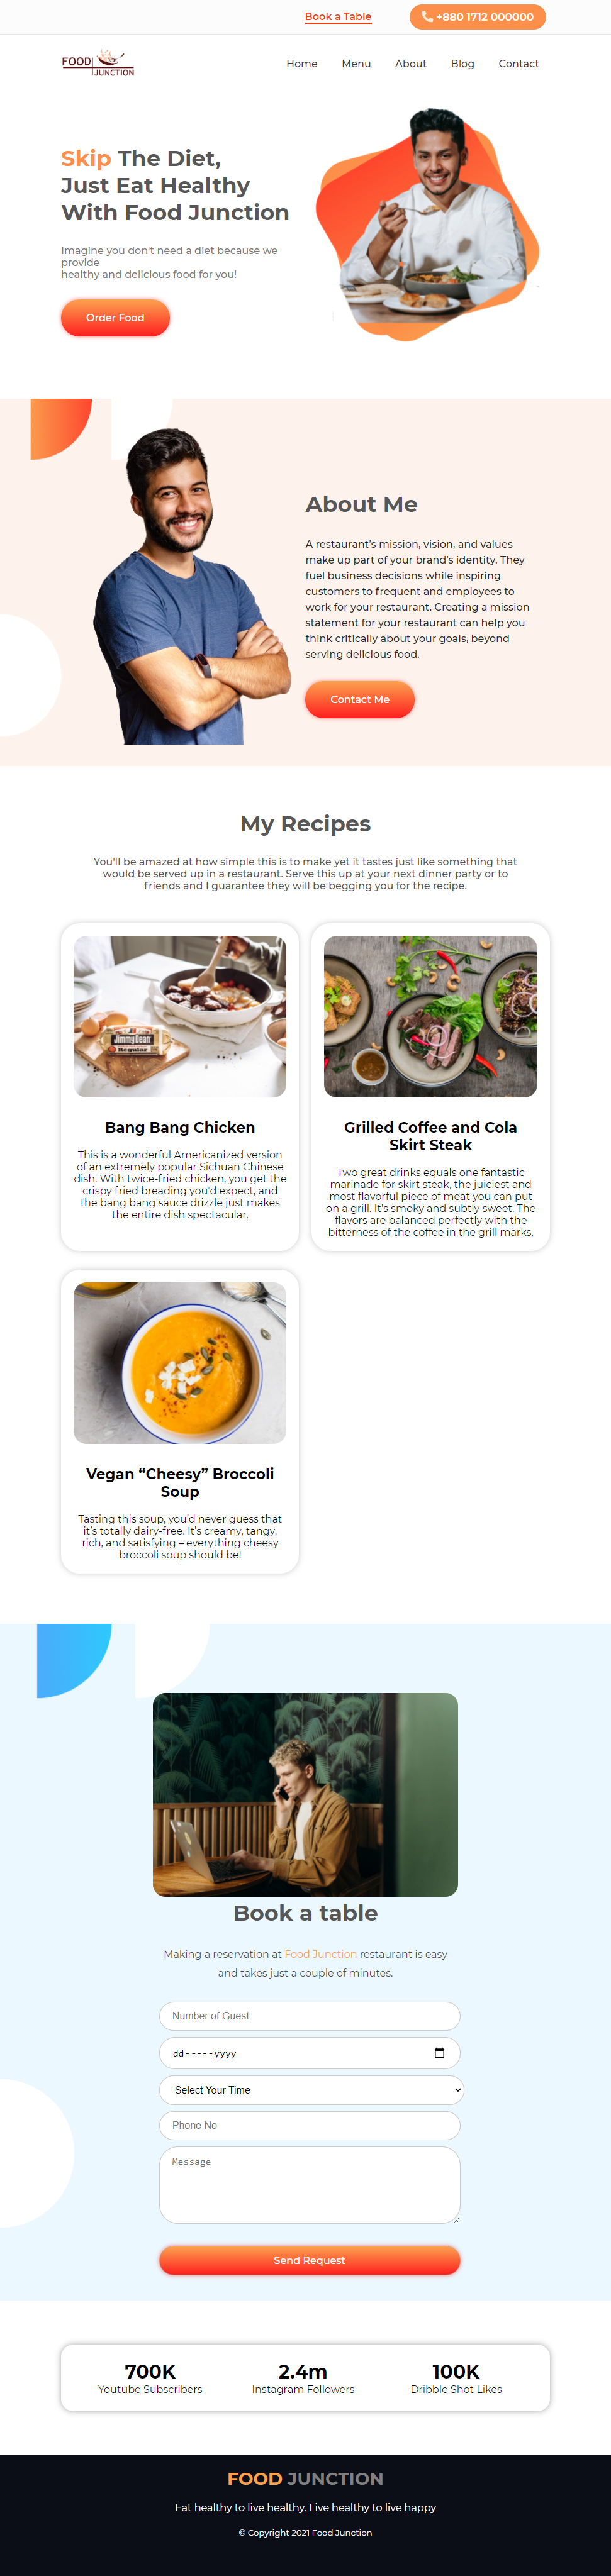 Book a Table
+880 1712 000000
FOOD
JUNCTION
Home
Menu
About
Blog
Contact
Skip The Diet,
Just Eat Healthy
With Food Junction
Imagine you don't need a diet because we
provide
healthy and delicious food for you!
Order Food
About Me
A restaurant's mission, vision, and values
make up part of your brand's identity. They
fuel business decisions while inspiring
customers to frequent and employees to
work for your restaurant. Creating a mission
statement for your restaurant can help you
think critically about your goals, beyond
serving delicious food.
Contact Me
My Recipes
You'll be amazed at how simple this is to make yet it tastes just like something that
would be served up in a restaurant. Serve this up at your next dinner party or to
friends and I guarantee they will be begging you for the recipe.
Jimmy Dean
Regular
Bang Bang Chicken
This is a wonderful Americanized version
of an extremely popular Sichuan Chinese
dish. With twice-fried chicken, you get the
crispy fried breading you'd expect, and
the bang bang sauce drizzle just makes
the entire dish spectacular.
Grilled Coffee and Cola
Skirt Steak
Two great drinks equals one fantastic
marinade for skirt steak, the juiciest and
most flavorful piece of meat you can put
on a grill. It's smoky and subtly sweet. The
flavors are balanced perfectly with the
bitterness of the coffee in the grill marks.
Vegan “Cheesy” Broccoli
Soup
Tasting this soup, you'd never guess that
it's totally dairy-free. It's creamy, tangy,
rich, and satisfying – everything cheesy
broccoli soup should be!
Book a table
Making a reservation at Food Junction restaurant is easy
and takes just a couple of minutes.
Number of Guest
dd-----yyyy
Select Your Time
Phone No
Message
Send Request
700K
Youtube Subscribers
2.4m
Instagram Followers
100K
Dribble Shot Likes
FOOD JUNCTION
Eat healthy to live healthy. Live healthy to live happy
© Copyright 2021 Food Junction